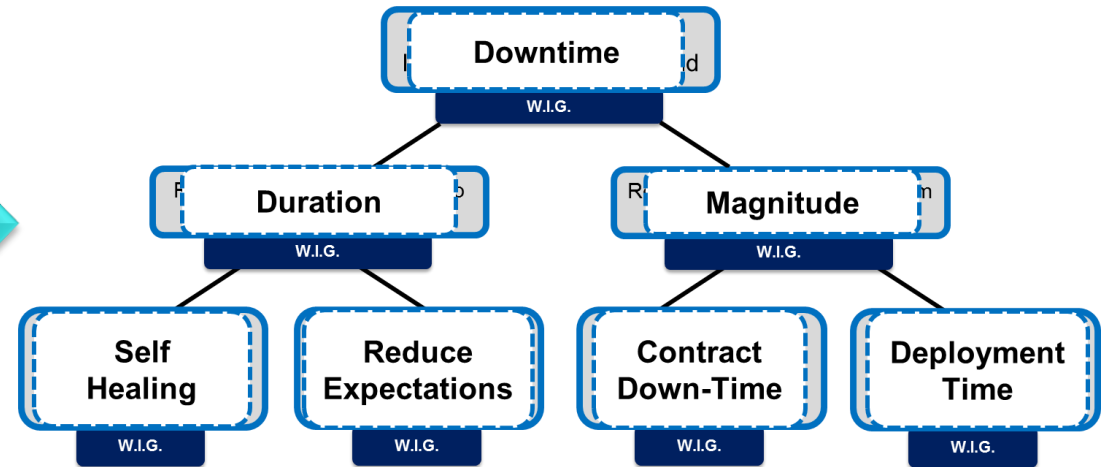 Downtime
W.I.G.
Duration
Magnitude
W.I.G.
W.I.G.
Self
Healing
Reduce
Expectations
Contract
Down-Time
Deployment
Time
W.I.G.
W.I.G.
W.I.G.
W.I.G.